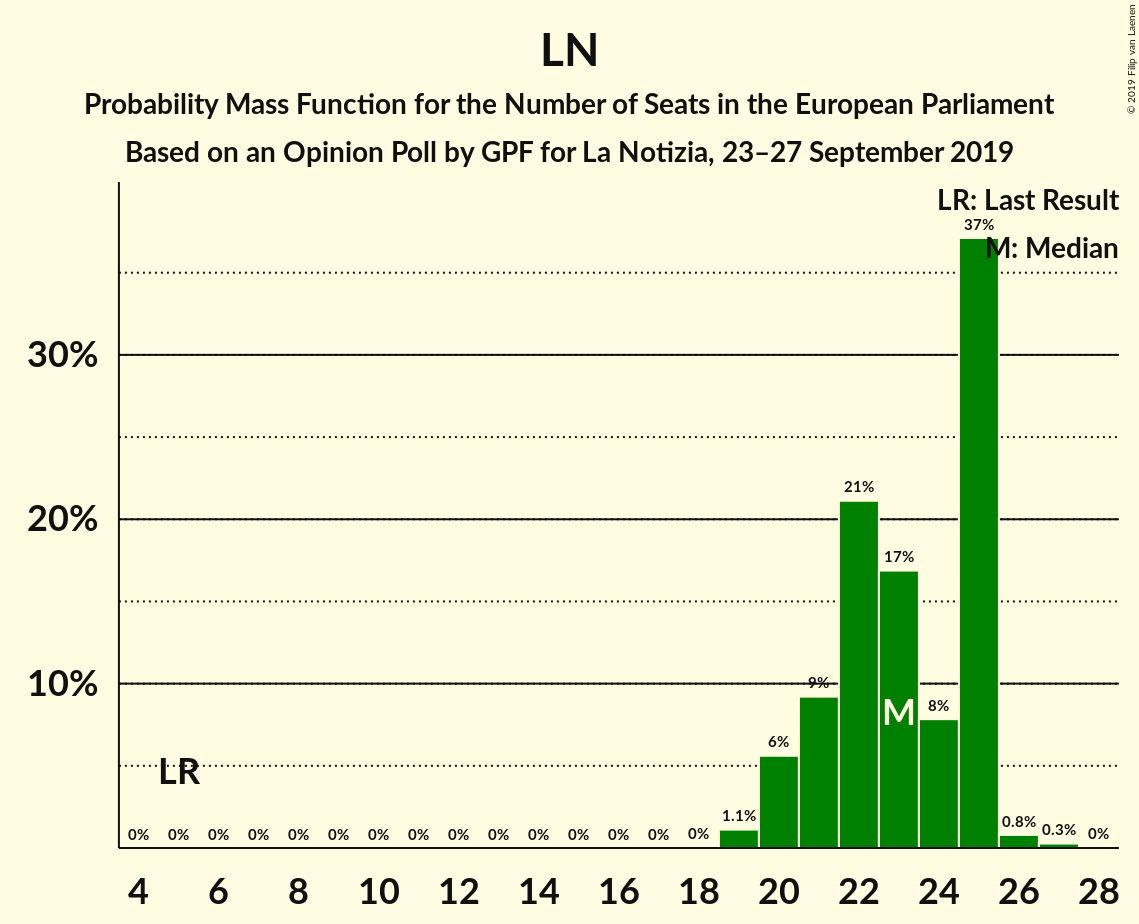 LN
Probability Mass Function for the Number of Seats in the European Parliament
Based on an Opinion Poll by GPF for La Notizia, 23–27 September 2019
© 2019 Filip van Laenen
LR: Last Result
M: Median
37%
30%
21%
20%
17%
10%
9%
8%
M
6%
LR
1.1%
0.8%
0.3%
0% 0% 0% 0% 0% 0% 0% 0% 0% 0% 0% 0% 0% 0% 0% 0%
4 6 8 10 12 14 16 18 20 22 24 26 28